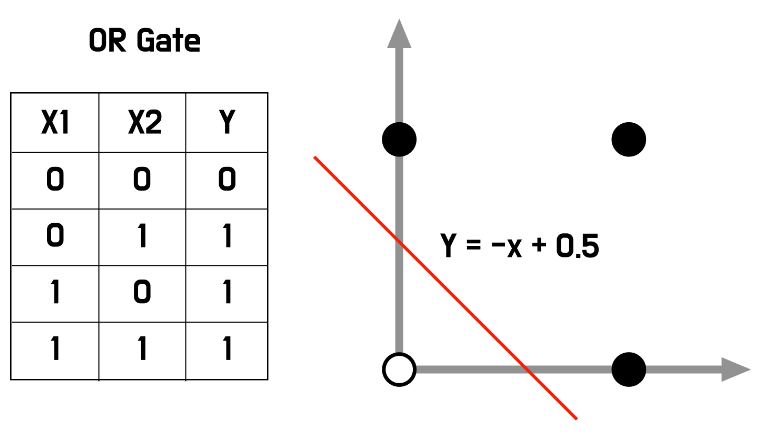 OR Gate
X1 X2 Y
0 0 0
0 1 1
1 0 1
1 1 1
Y = -x + 0.5